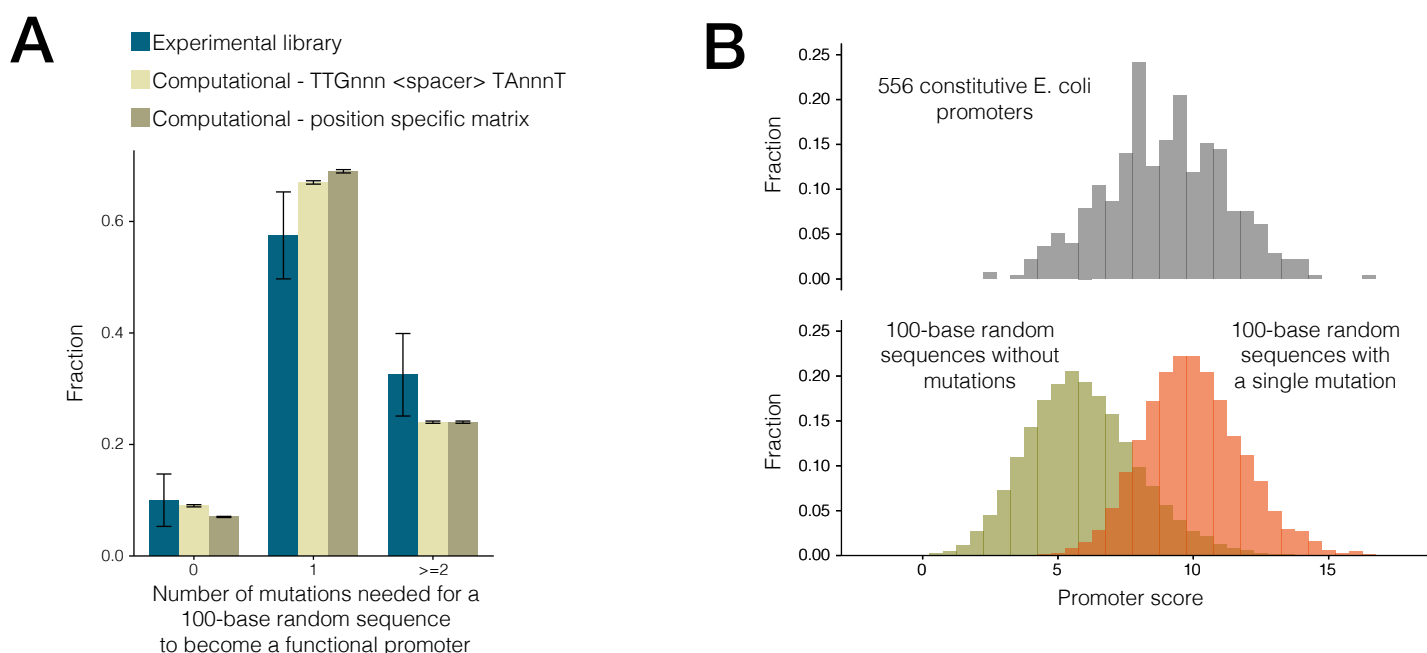 A
Experimental library
Computational - TTGnnn <spacer> TAnnnT
Computational - position specific matrix
Fraction
0.6
0.4
0.2
0.0
0
1
>=2
Number of mutations needed for a
100-base random sequence
to become a functional promoter
B
556 constitutive E. coli
promoters
Fraction
0.25
0.20
0.15
0.10
0.05
0.00
100-base random
sequences without
mutations
100-base random
sequences with
a single mutation
Fraction
0.25
0.20
0.15
0.10
0.05
0.00
0
5
10
15
Promoter score